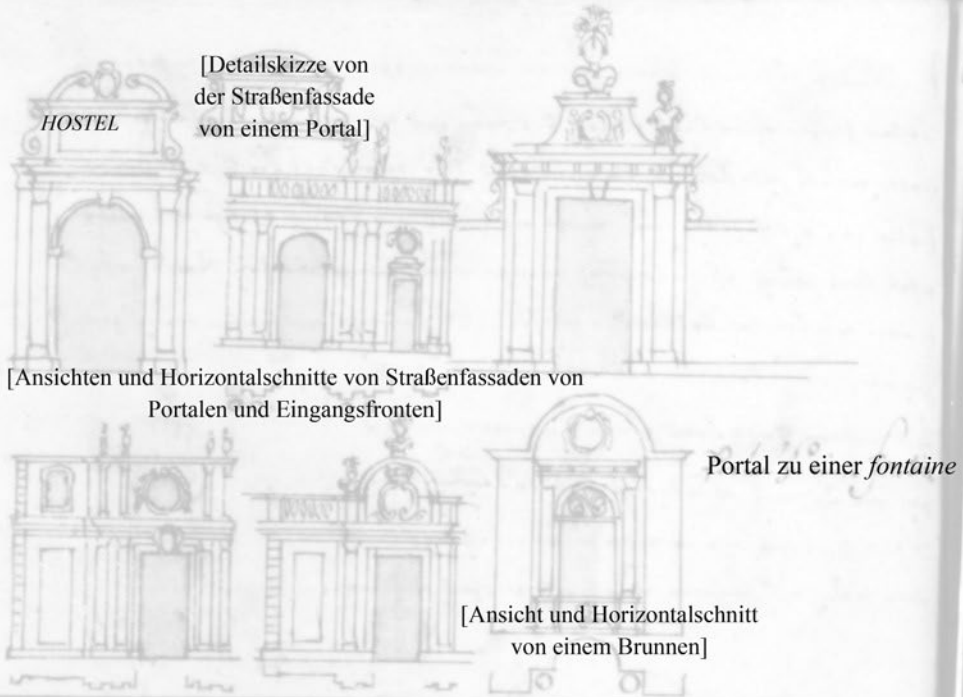 [Detailskizze von
der Straßenfassade
von einem Portal]
HOSTEL
[Ansichten und Horizontalschnitte von Straßenfassaden von
Portalen und Eingangsfronten]
Portal zu einer fontaine
[Ansicht und Horizontalschnitt
von einem Brunnen]